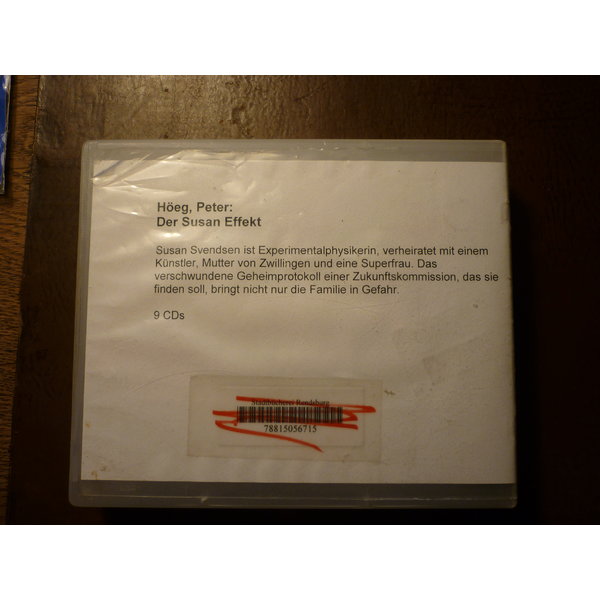 Höeg, Peter:
Der Susan Effekt
Susan Svendsen ist Experimentalphysikerin, verheiratet mit einem
Künstler, Mutter von Zwillingen und eine Superfrau. Das
verschwundene Geheimprotokoll einer Zukunftskommission, das sie
finden soll, bringt nicht nur die Familie in Gefahr.
9 CDs
Stadtbücherei Rendsburg
78815056715